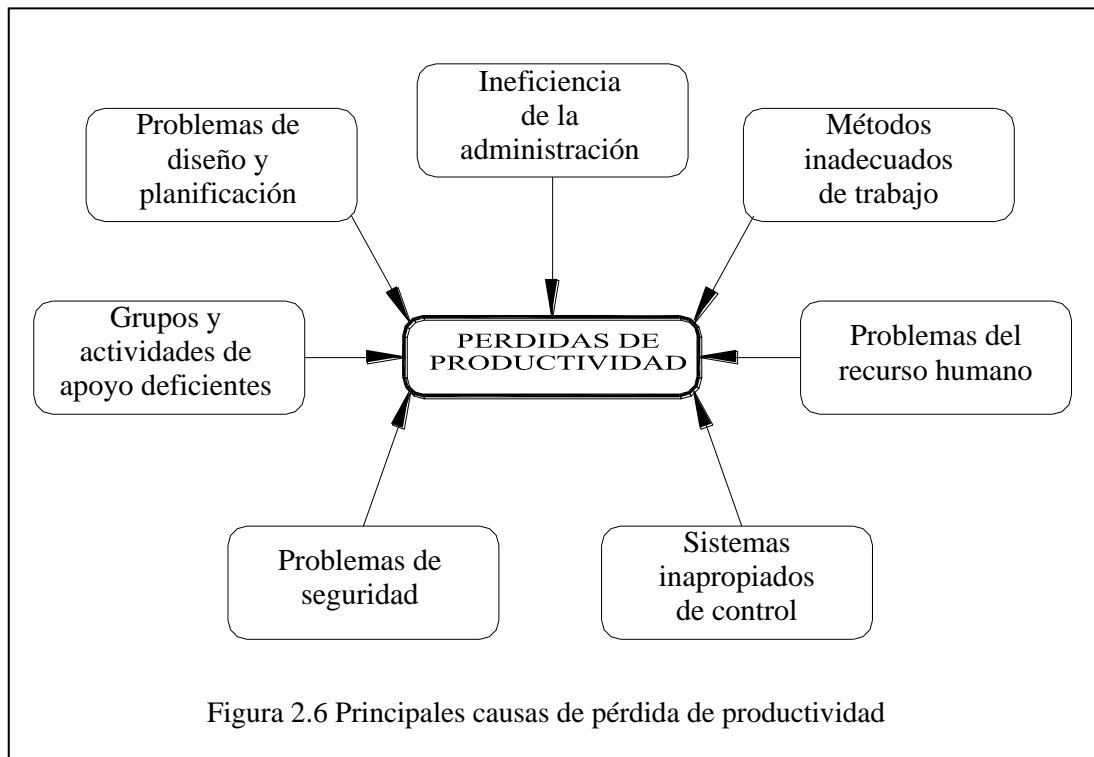 Ineficiencia
de la
administración
Problemas de
diseño y
planificación
Métodos
inadecuados
de trabajo
Grupos y
actividades de
apoyo deficientes
PERDIDAS DE
PRODUCTIVIDAD
Problemas del
recurso humano
Problemas de
seguridad
Sistemas
inapropiados
de control
Figura 2.6 Principales causas de pérdida de productividad